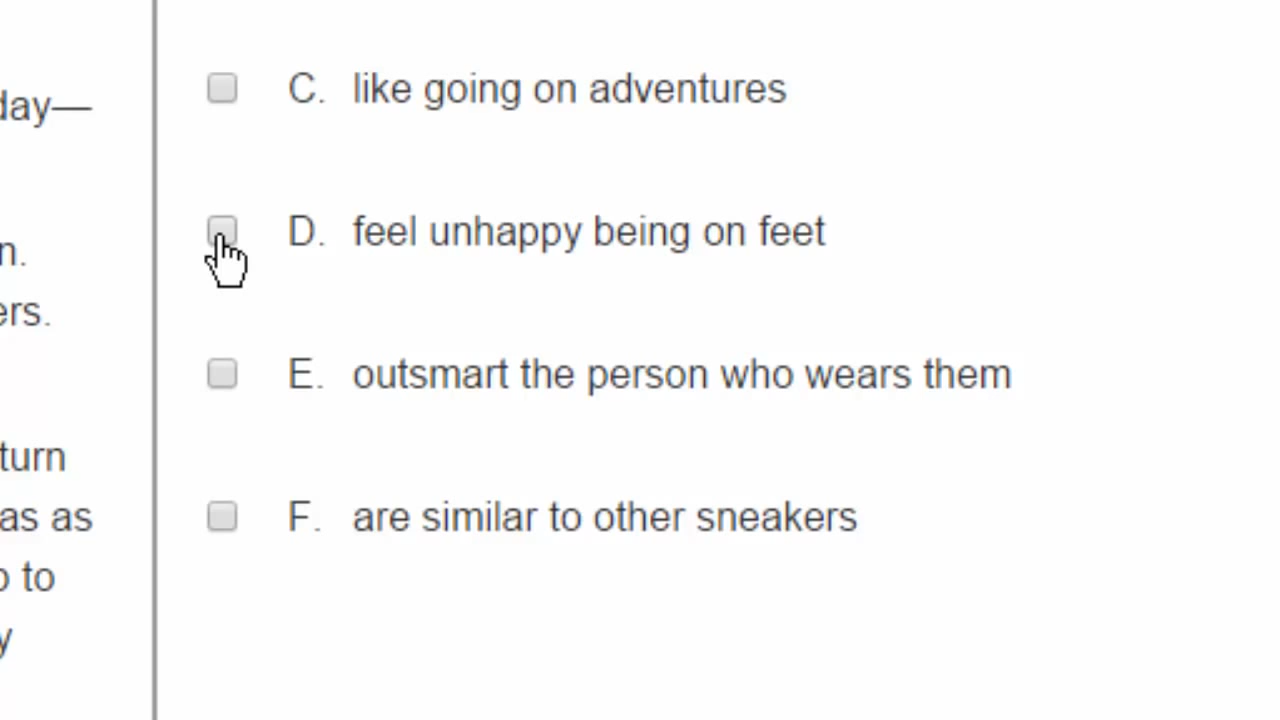 day—
n.
ers.
turn
as as
to
y
C. like going on adventures
D. feel unhappy being on feet
E. outsmart the person who wears them
F. are similar to other sneakers